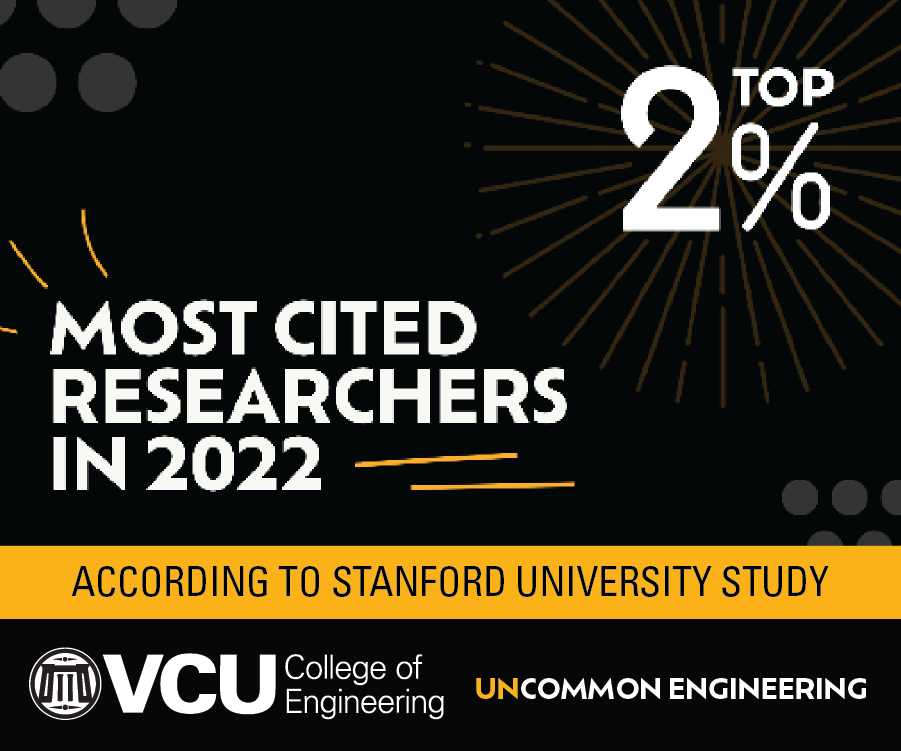 TOP
2%
MOST CITED
RESEARCHERS
IN 2022
ACCORDING TO STANFORD UNIVERSITY STUDY
VCU College of
Engineering
UNCOMMON ENGINEERING